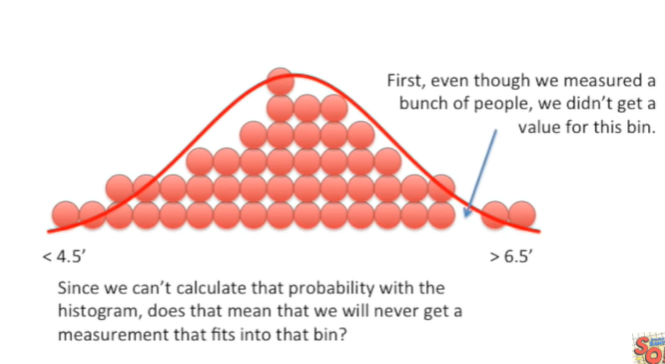 First, even though we measured a
bunch of people, we didn't get a
value for this bin.
< 4.5'
> 6.5'
Since we can't calculate that probability with the
histogram, does that mean that we will never get a
measurement that fits into that bin?